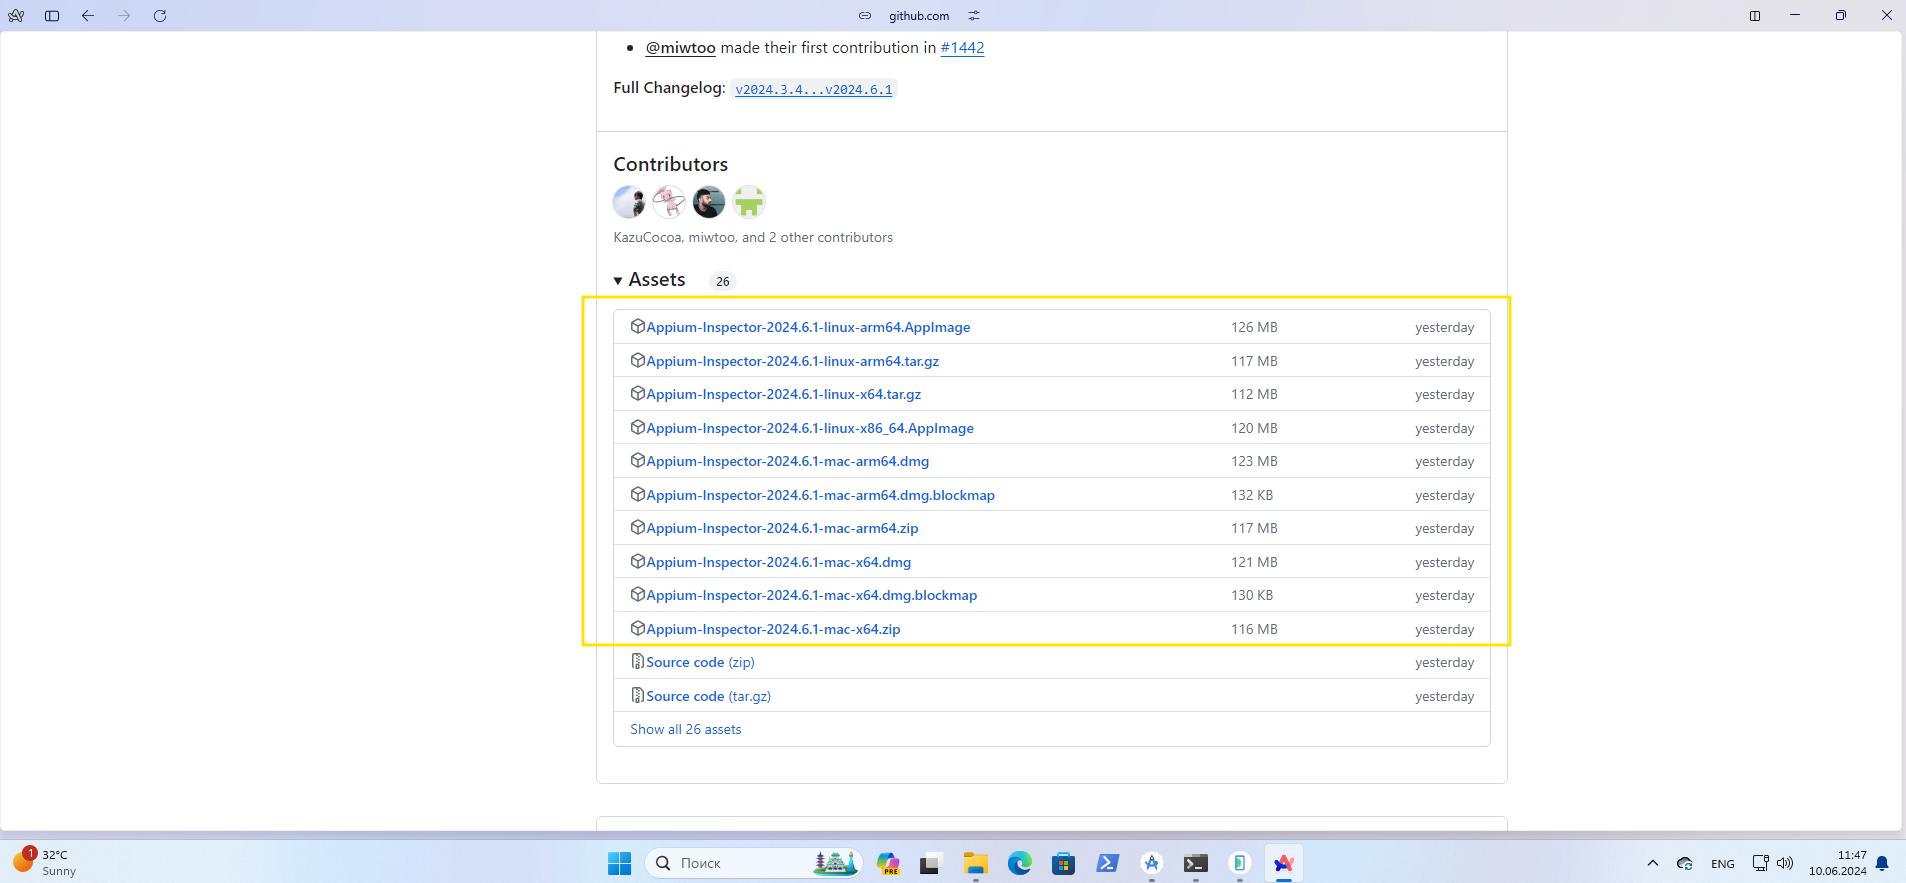 github.com
@miwtoo made their first contribution in #1442
Full Changelog: v2024.3.4...v2024.6.1
Contributors
KazuCocoa, miwtoo, and 2 other contributors
Assets 26
Appium-Inspector-2024.6.1-linux-arm64.AppImage 126 MB yesterday
Appium-Inspector-2024.6.1-linux-arm64.tar.gz 117 MB yesterday
Appium-Inspector-2024.6.1-linux-x64.tar.gz 112 MB yesterday
Appium-Inspector-2024.6.1-linux-x86_64.AppImage 120 MB yesterday
Appium-Inspector-2024.6.1-mac-arm64.dmg 123 MB yesterday
Appium-Inspector-2024.6.1-mac-arm64.dmg.blockmap 132 KB yesterday
Appium-Inspector-2024.6.1-mac-arm64.zip 117 MB yesterday
Appium-Inspector-2024.6.1-mac-x64.dmg 121 MB yesterday
Appium-Inspector-2024.6.1-mac-x64.dmg.blockmap 130 KB yesterday
Appium-Inspector-2024.6.1-mac-x64.zip 116 MB yesterday
Source code (zip) yesterday
Source code (tar.gz) yesterday
Show all 26 assets
1 32°C
Sunny
Поиск
PRE
ENG
11:47
10.06.2024